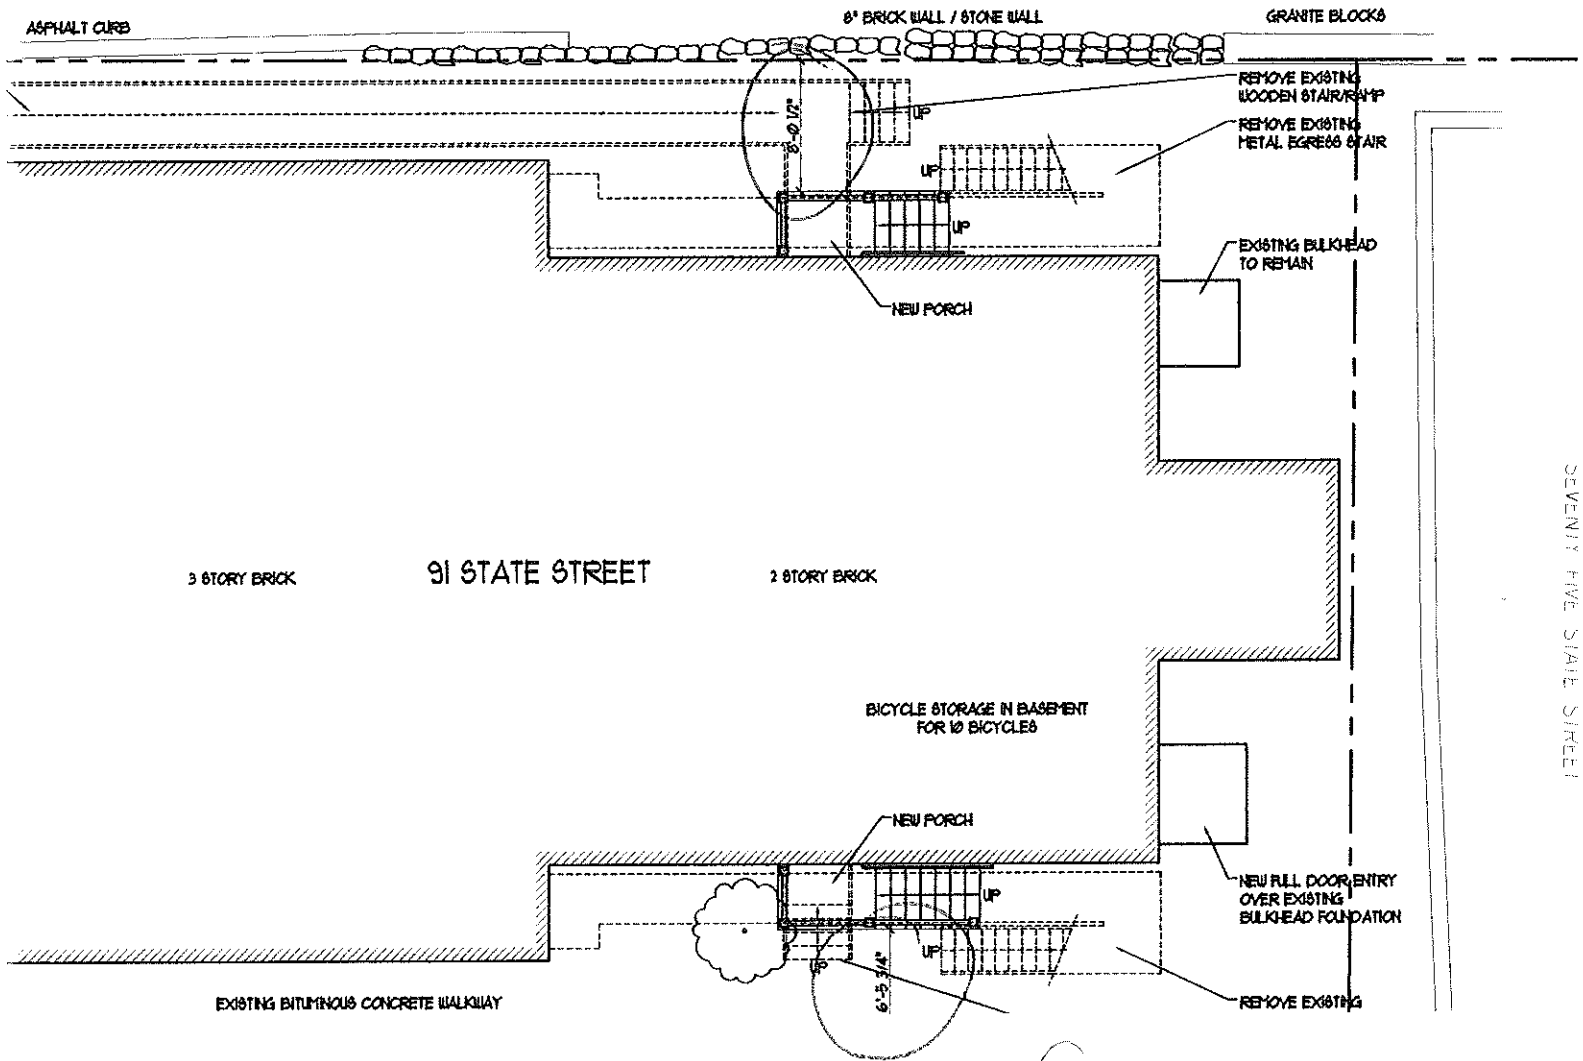 ASPHALT CURB
8" BRICK WALL / STONE WALL
GRANITE BLOCKS
REMOVE EXISTING
WOODEN STAIR/RAMP
UP
8'-0 1/2"
REMOVE EXISTING
METAL EGRESS STAIR
UP
UP
EXISTING BULKHEAD
TO REMAIN
NEW PORCH
3 STORY BRICK
91 STATE STREET
2 STORY BRICK
SEVENTY FIVE STATE STREET
BICYCLE STORAGE IN BASEMENT
FOR 10 BICYCLES
NEW PORCH
NEW FULL DOOR ENTRY
OVER EXISTING
BULKHEAD FOUNDATION
UP
UP
UP
6'-5 3/4"
EXISTING BITUMINOUS CONCRETE WALKWAY
REMOVE EXISTING